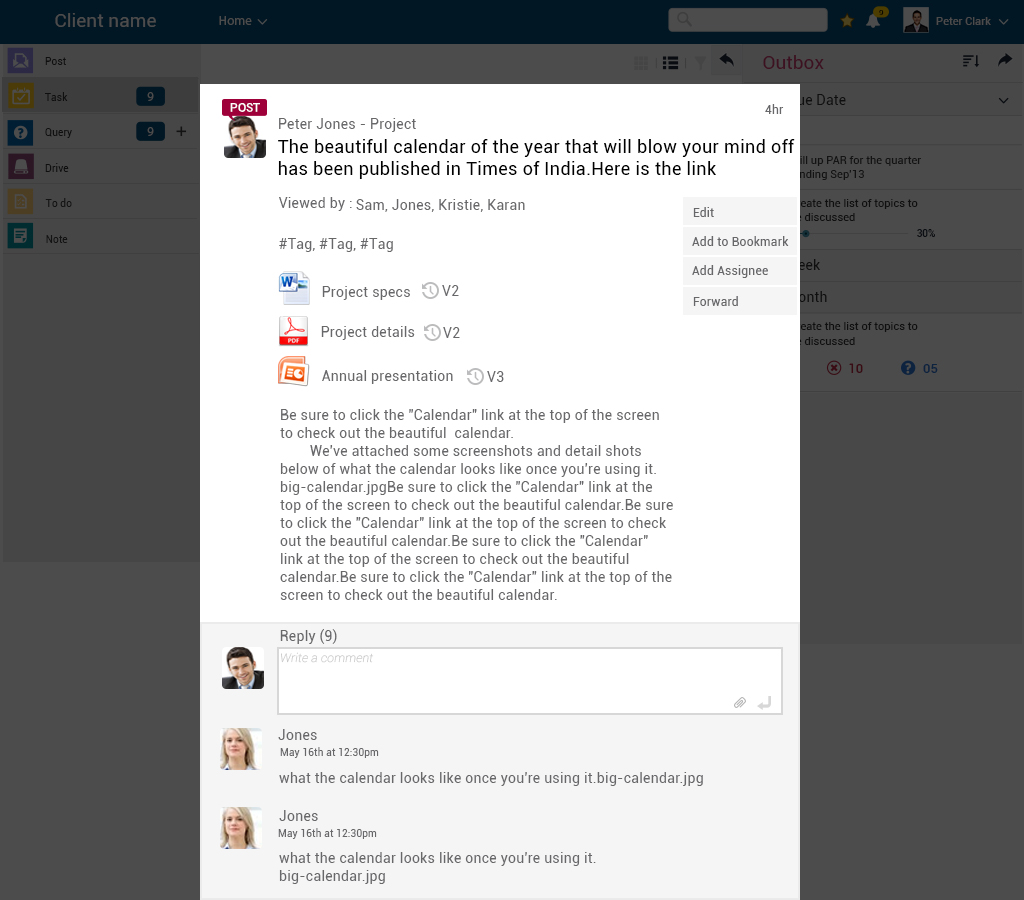 Client name
Home
0
Peter Clark
Post
Task
9
Query
9
+
Drive
To do
Note
Outbox
ue Date
ill up PAR for the quarter
nding Sep'13
eate the list of topics to
e discussed
30%
eek
onth
eate the list of topics to
e discussed
10
05
POST
4hr
Peter Jones - Project
The beautiful calendar of the year that will blow your mind off
has been published in Times of India.Here is the link
Viewed by : Sam, Jones, Kristie, Karan
#Tag, #Tag, #Tag
Edit
Add to Bookmark
Add Assignee
Forward
W
Project specs
V2
PDF
Project details
V2
Annual presentation
V3
Be sure to click the "Calendar" link at the top of the screen
to check out the beautiful  calendar.
We've attached some screenshots and detail shots
below of what the calendar looks like once you're using it.
big-calendar.jpgBe sure to click the "Calendar" link at the
top of the screen to check out the beautiful calendar.Be sure
to click the "Calendar" link at the top of the screen to check
out the beautiful calendar.Be sure to click the "Calendar"
link at the top of the screen to check out the beautiful
calendar.Be sure to click the "Calendar" link at the top of the
screen to check out the beautiful calendar.
Reply (9)
Write a comment
Jones
May 16th at 12:30pm
what the calendar looks like once you're using it.big-calendar.jpg
Jones
May 16th at 12:30pm
what the calendar looks like once you're using it.
big-calendar.jpg